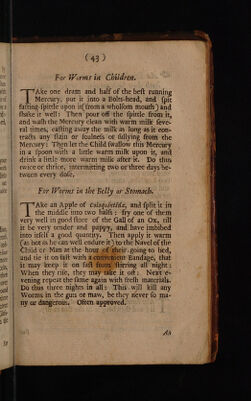 (43)
For Worms in Children.
TAke one dram and half of the best running
Mercury, put it into a Bolts-head, and spit
fasting-spittle upon it (from a wholsom mouth) and
shake it well: Then pour off the spittle from it,
and wash the Mercury clean with warm milk seve-
ral times, casting away the milk as long as it con-
tracts any stain or foulness or sullying from the
Mercury: Then let the Child swallow this Mercury
in a spoon with a little warm milk upon it, and
drink a little more warm milk after it. Do thus
twice or thrice, intermitting two or three days be-
tween every dose.
For Worms in the Belly or Stomach.
TAke an Apple of Coloquintida, and split it in
the middle into two halfs: fry one of them
very well in good store of the Gall of an Ox, till
it be very tender and pappy, and have imbibed
into itself a good quantity. Then apply it warm
(as hot as he can well endure it) to the Navel of the
Child or Man at the hour of their going to bed,
and tie it on fast with a convenient Bandage, that
it may keep it on fast from stirring all night:
When they rise, they may take it off: Next e-
vening repeat the same again with fresh materials.
Do thus three nights in all: This will kill any
Worms in the gut or maw, be they never so ma-
ny or dangerous. Often approved.
An